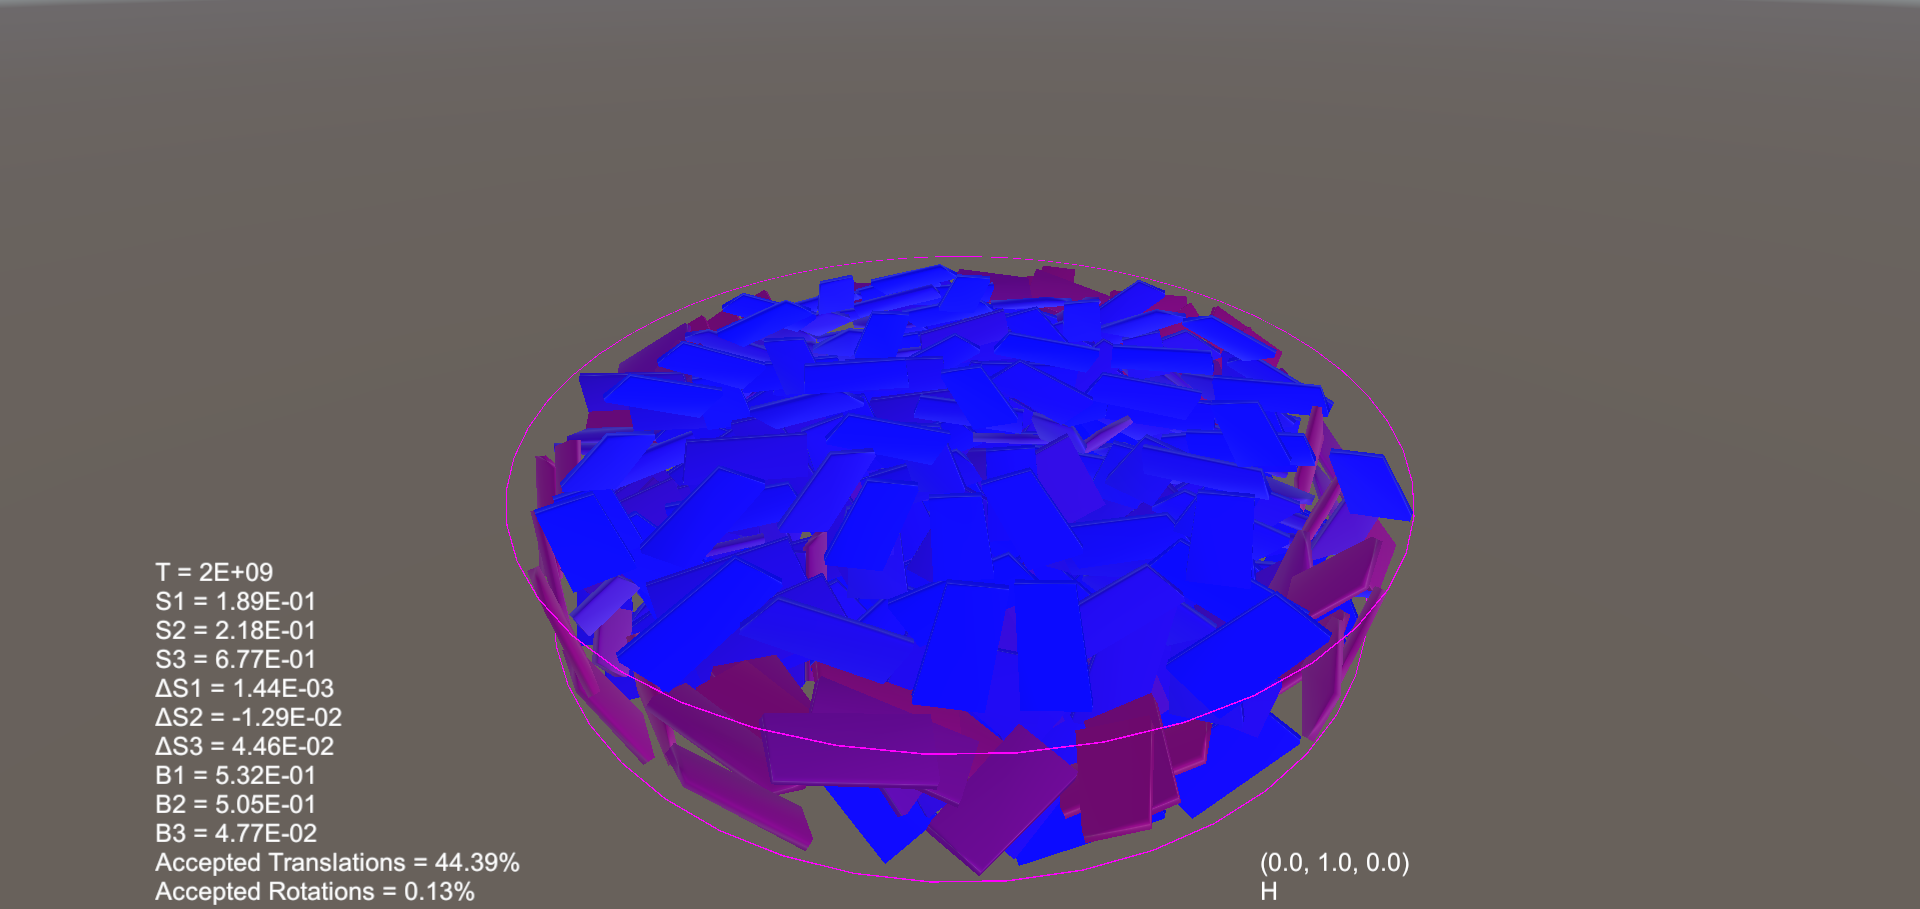 T = 2E+09
S1 = 1.89E-01
S2 = 2.18E-01
S3 = 6.77E-01
ΔS1 = 1.44E-03
ΔS2 = -1.29E-02
ΔS3 = 4.46E-02
B1 = 5.32E-01
B2 = 5.05E-01
B3 = 4.77E-02
Accepted Translations = 44.39%
Accepted Rotations = 0.13%
(0.0, 1.0, 0.0)
H